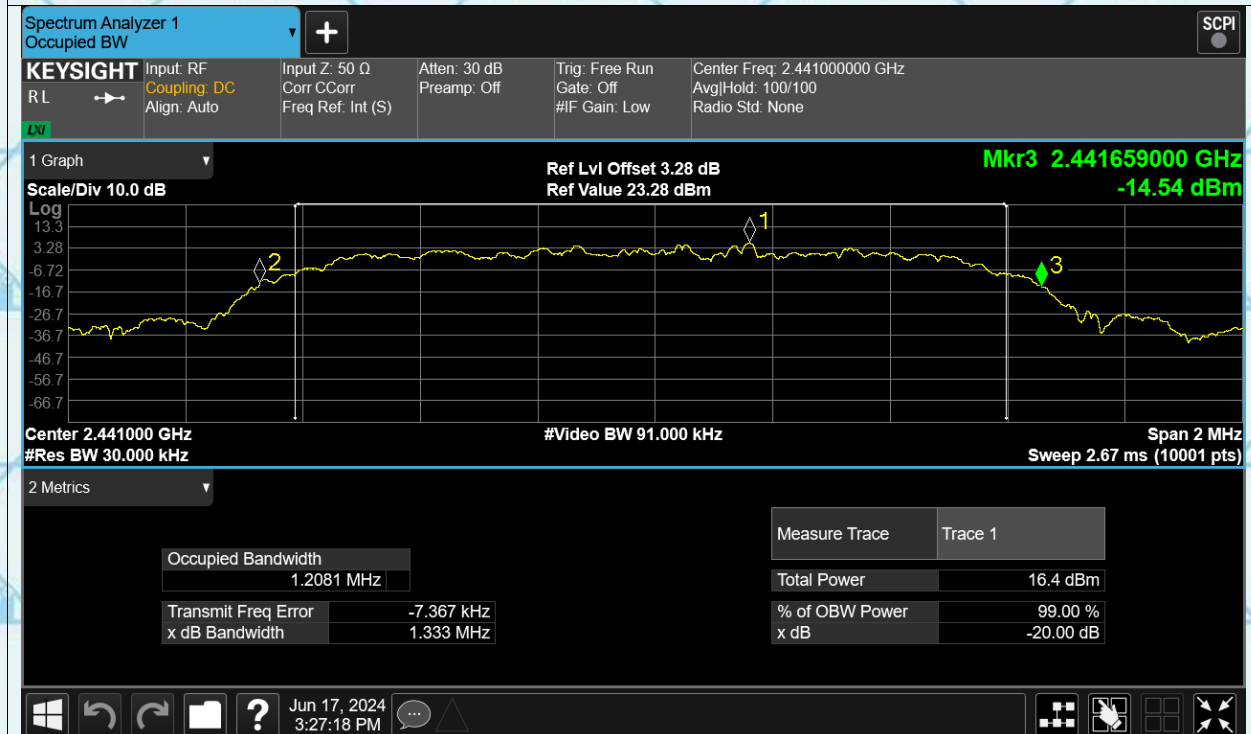 Spectrum Analyzer 1
Occupied BW
SCPI
KEYSIGHT
RL
LXI
Input: RF
Coupling: DC
Align: Auto
Input Z: 50 Ω
Corr CCorr
Freq Ref: Int (S)
Atten: 30 dB
Preamp: Off
Trig: Free Run
Gate: Off
#IF Gain: Low
Center Freq: 2.441000000 GHz
Avg|Hold: 100/100
Radio Std: None
1 Graph
Scale/Div 10.0 dB
Ref Lvl Offset 3.28 dB
Ref Value 23.28 dBm
Mkr3 2.441659000 GHz
-14.54 dBm
Log
13.3
3.28
-6.72
-16.7
-26.7
-36.7
-46.7
-56.7
-66.7
2
1
3
Center 2.441000 GHz
#Res BW 30.000 kHz
#Video BW 91.000 kHz
Span 2 MHz
Sweep 2.67 ms (10001 pts)
2 Metrics
Occupied Bandwidth
1.2081 MHz
Transmit Freq Error -7.367 kHz
x dB Bandwidth 1.333 MHz
Measure Trace Trace 1
Total Power 16.4 dBm
% of OBW Power 99.00 %
x dB -20.00 dB
Jun 17, 2024
3:27:18 PM